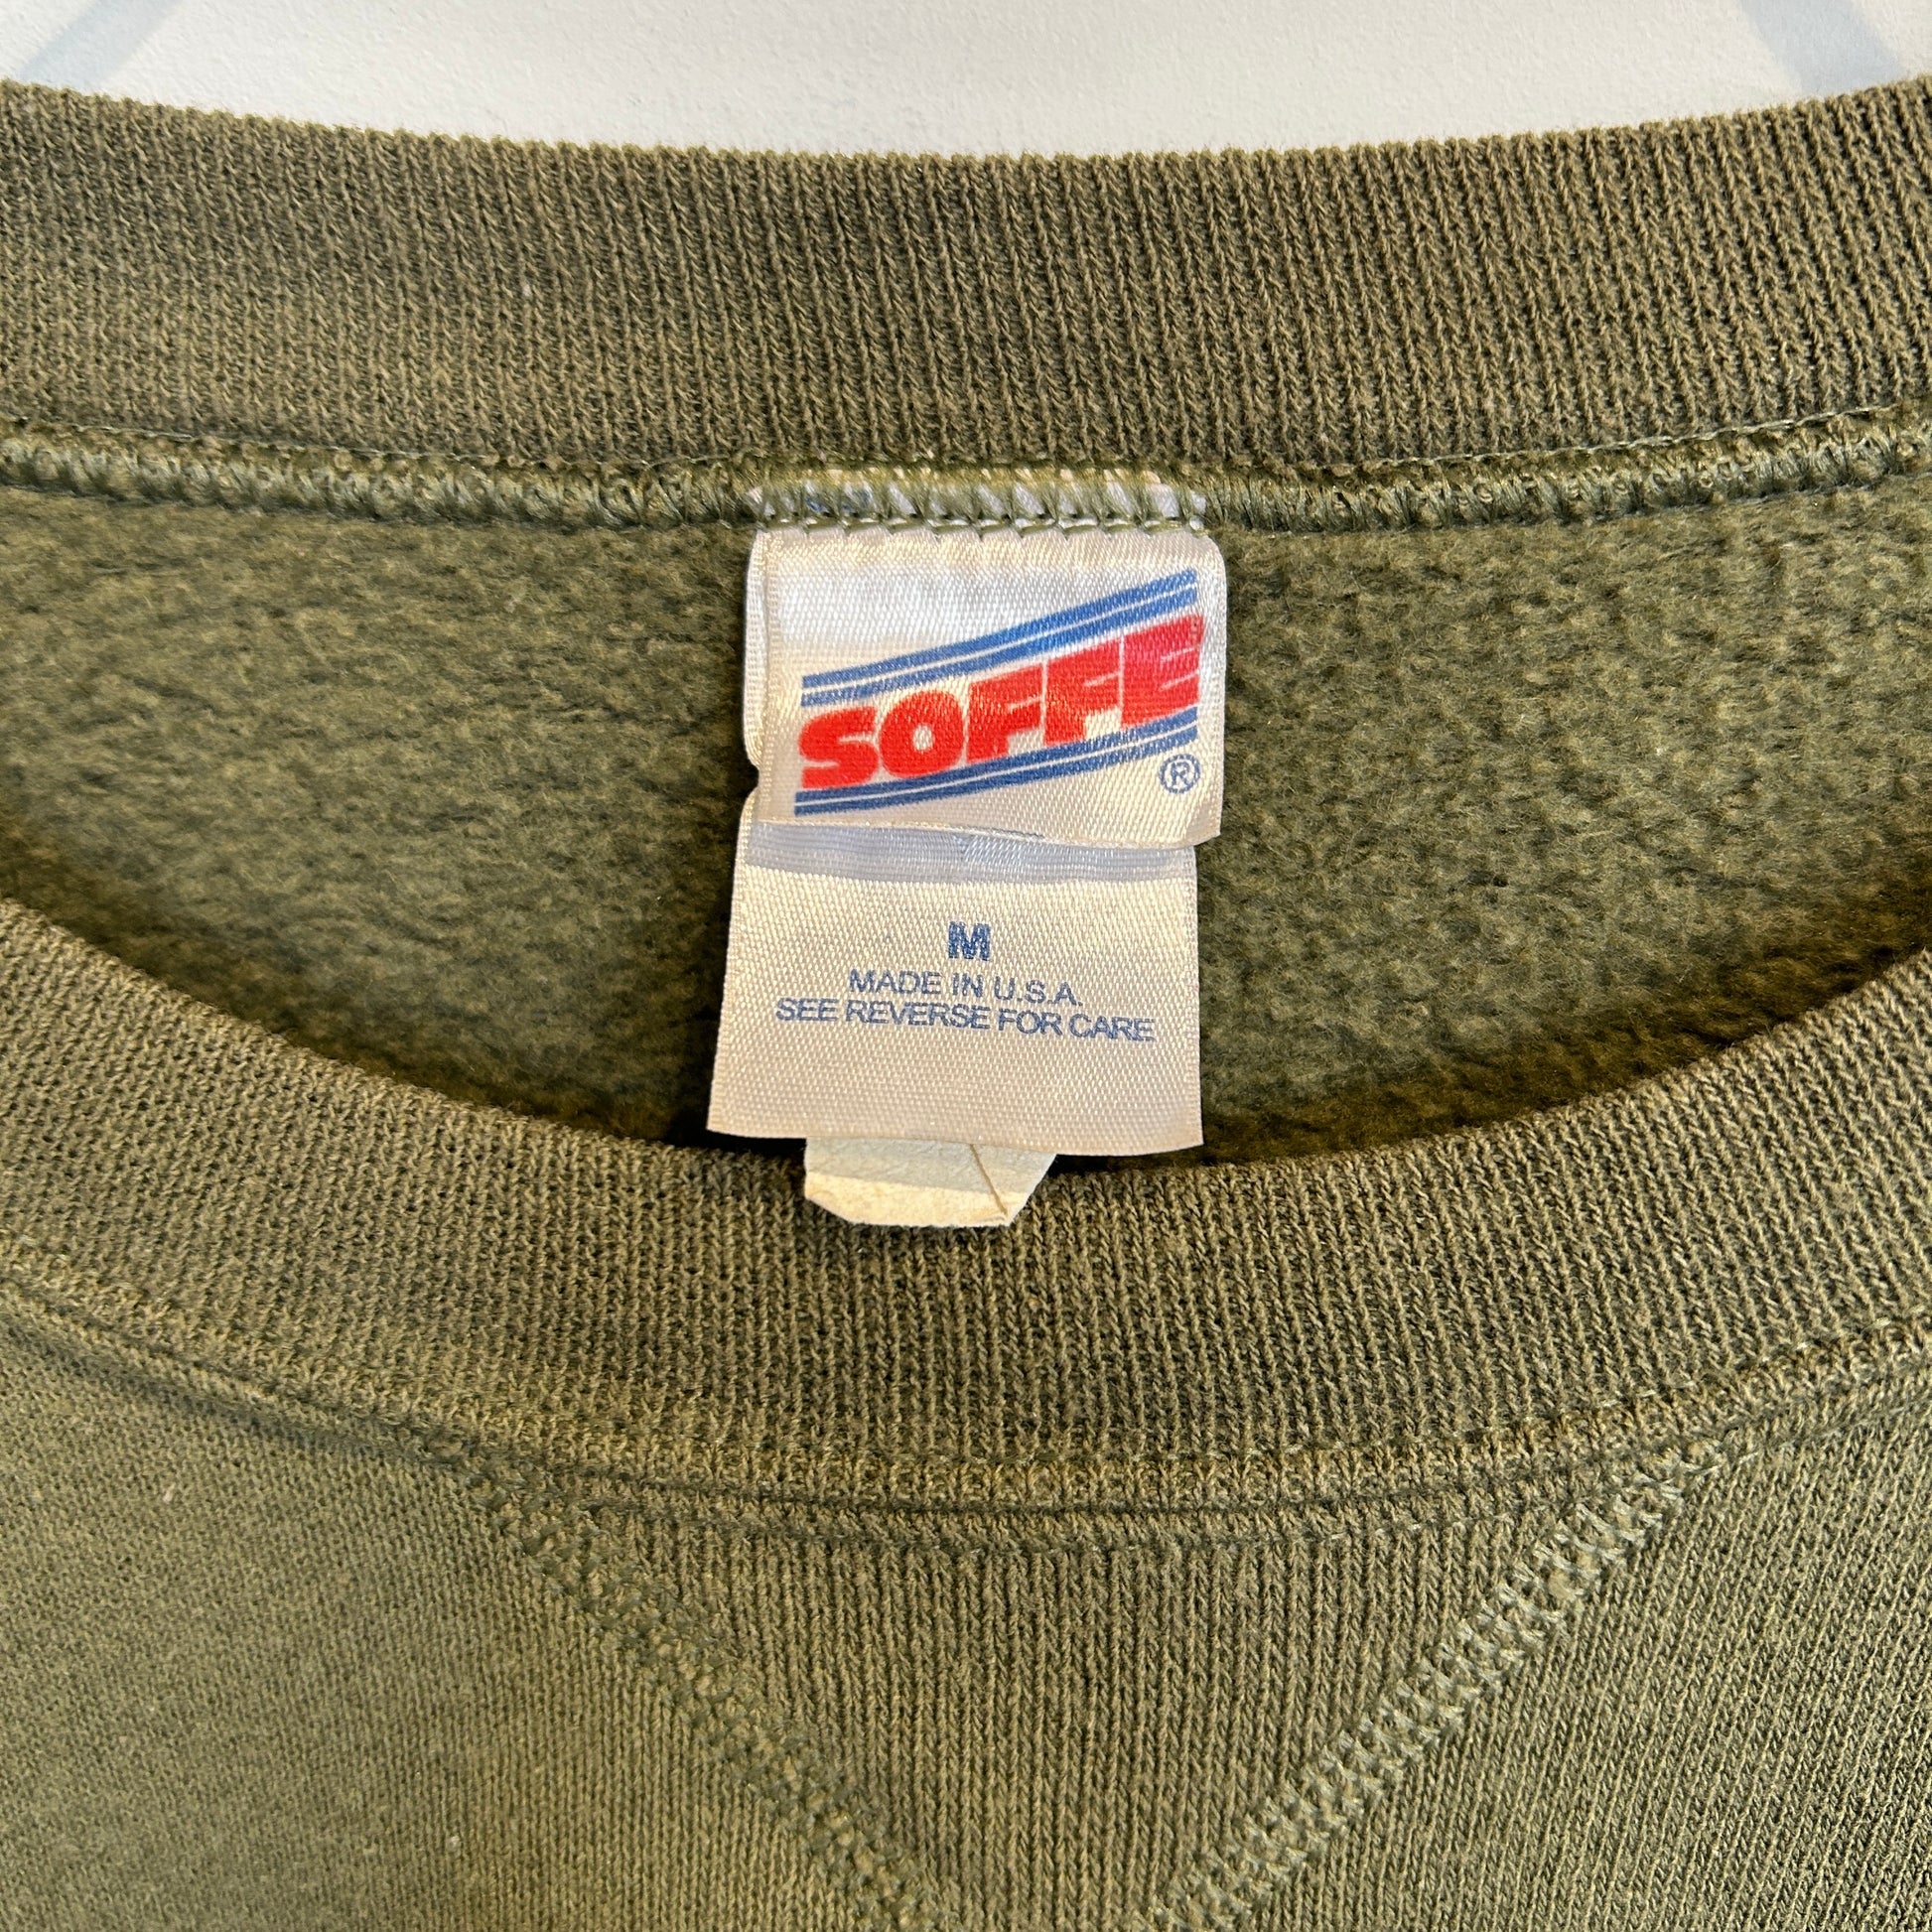 SOFFE
®
M
MADE IN U.S.A.
SEE REVERSE FOR CARE